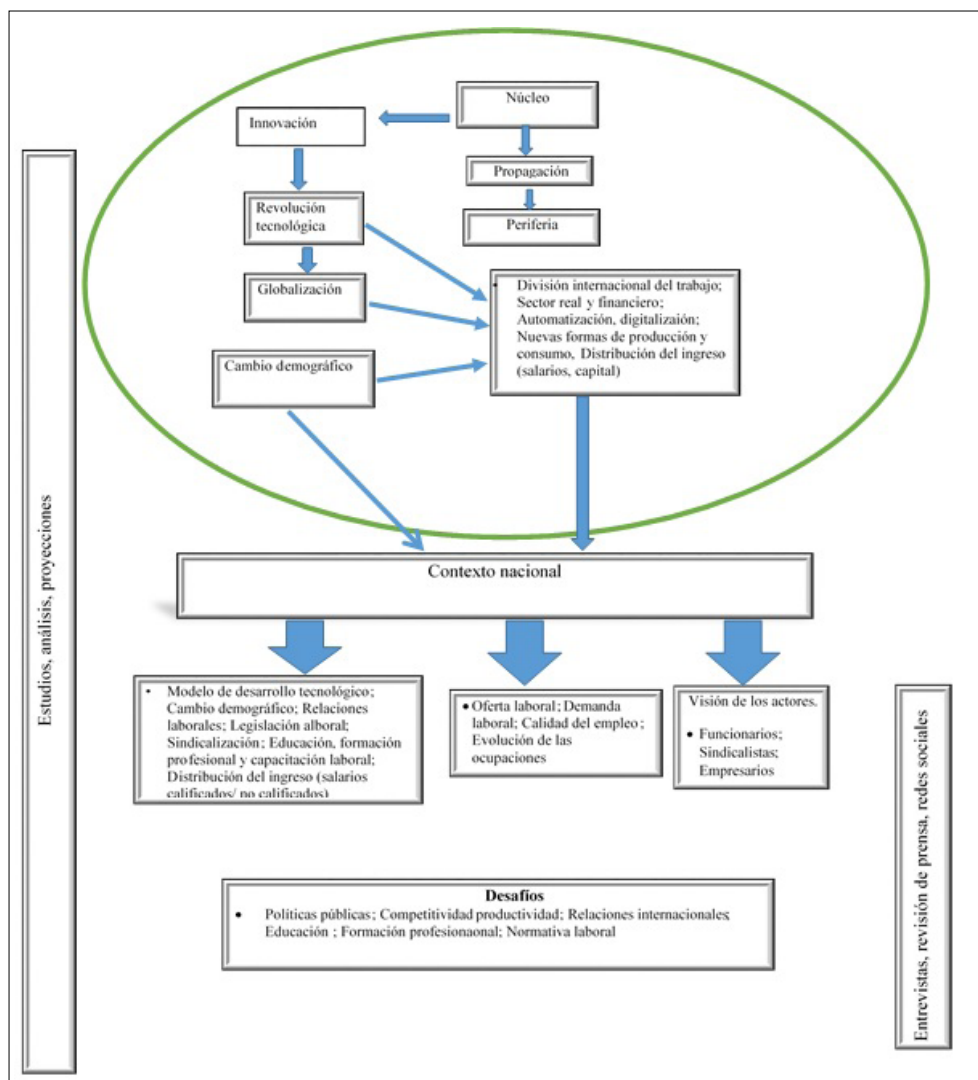 Núcleo
Innovación
Propagación
Revolución
tecnológica
Periferia
Globalización
División internacional del trabajo;
Sector real y financiero;
Automatización, digitalizaión;
Nuevas formas de producción y
consumo, Distribución del ingreso
(salarios, capital)
Cambio demográfico
Estudios, análisis, proyecciones
Contexto nacional
• Modelo de desarrollo tecnológico;
Cambio demográfico; Relaciones
laborales; Legislación alboral;
Sindicalización; Educación, formación
profesional y capacitación laboral;
Distribución del ingreso (salarios
calificados/ no calificados)
• Oferta laboral; Demanda
laboral; Calidad del empleo;
Evolución de las
ocupaciones
Visión de los actores.
• Funcionarios;
Sindicalistas;
Empresarios
Entrevistas, revisión de prensa, redes sociales
Desafíos
• Políticas públicas; Competitividad productividad; Relaciones internacionales;
Educación ; Formación profesionaonal; Normativa laboral